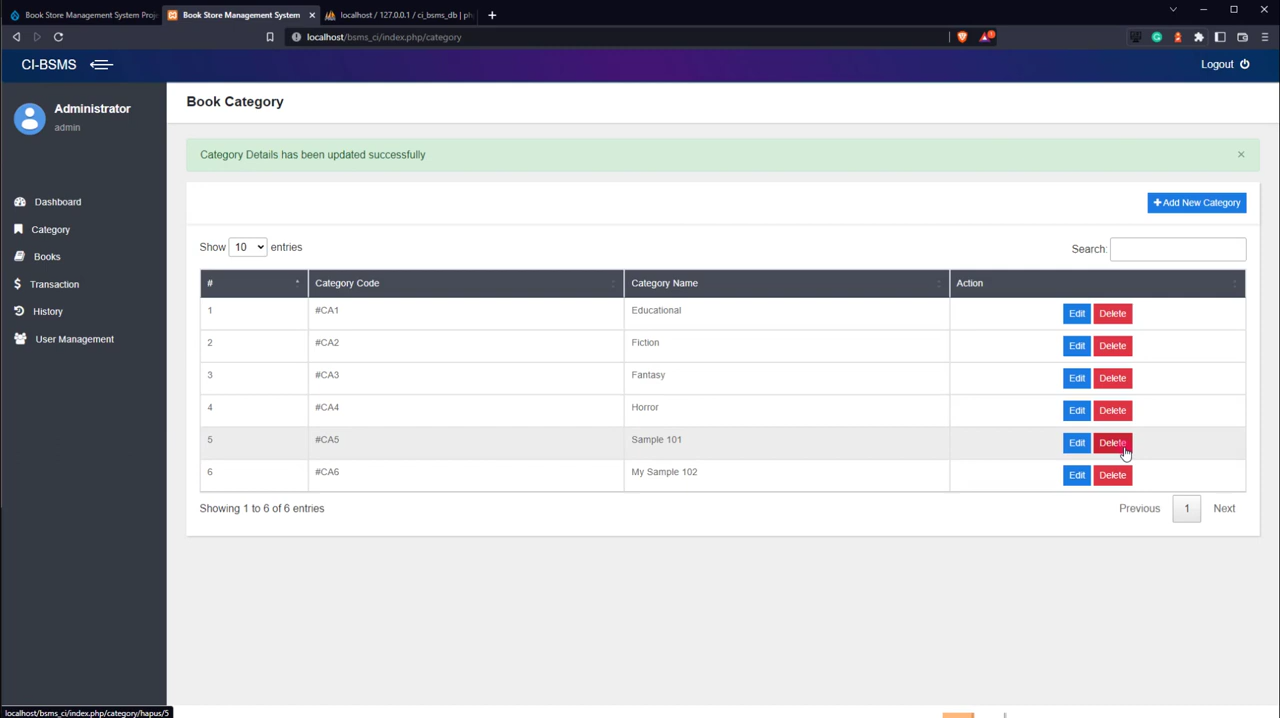 Book Store Management System Proj
Book Store Management System
localhost / 127.0.0.1 / ci_bsms_db | ph
localhost/bsms_ci/index.php/category
CI-BSMS
Logout
Administrator
admin
Dashboard
Category
Books
Transaction
History
User Management
Book Category
Category Details has been updated successfully ×
+ Add New Category
Show 10 entries
Search:
# Category Code Category Name Action
1 #CA1 Educational Edit Delete
2 #CA2 Fiction Edit Delete
3 #CA3 Fantasy Edit Delete
4 #CA4 Horror Edit Delete
5 #CA5 Sample 101 Edit Delete
6 #CA6 My Sample 102 Edit Delete
Showing 1 to 6 of 6 entries
Previous 1 Next
localhost/bsms_ci/index.php/category/hapus/5